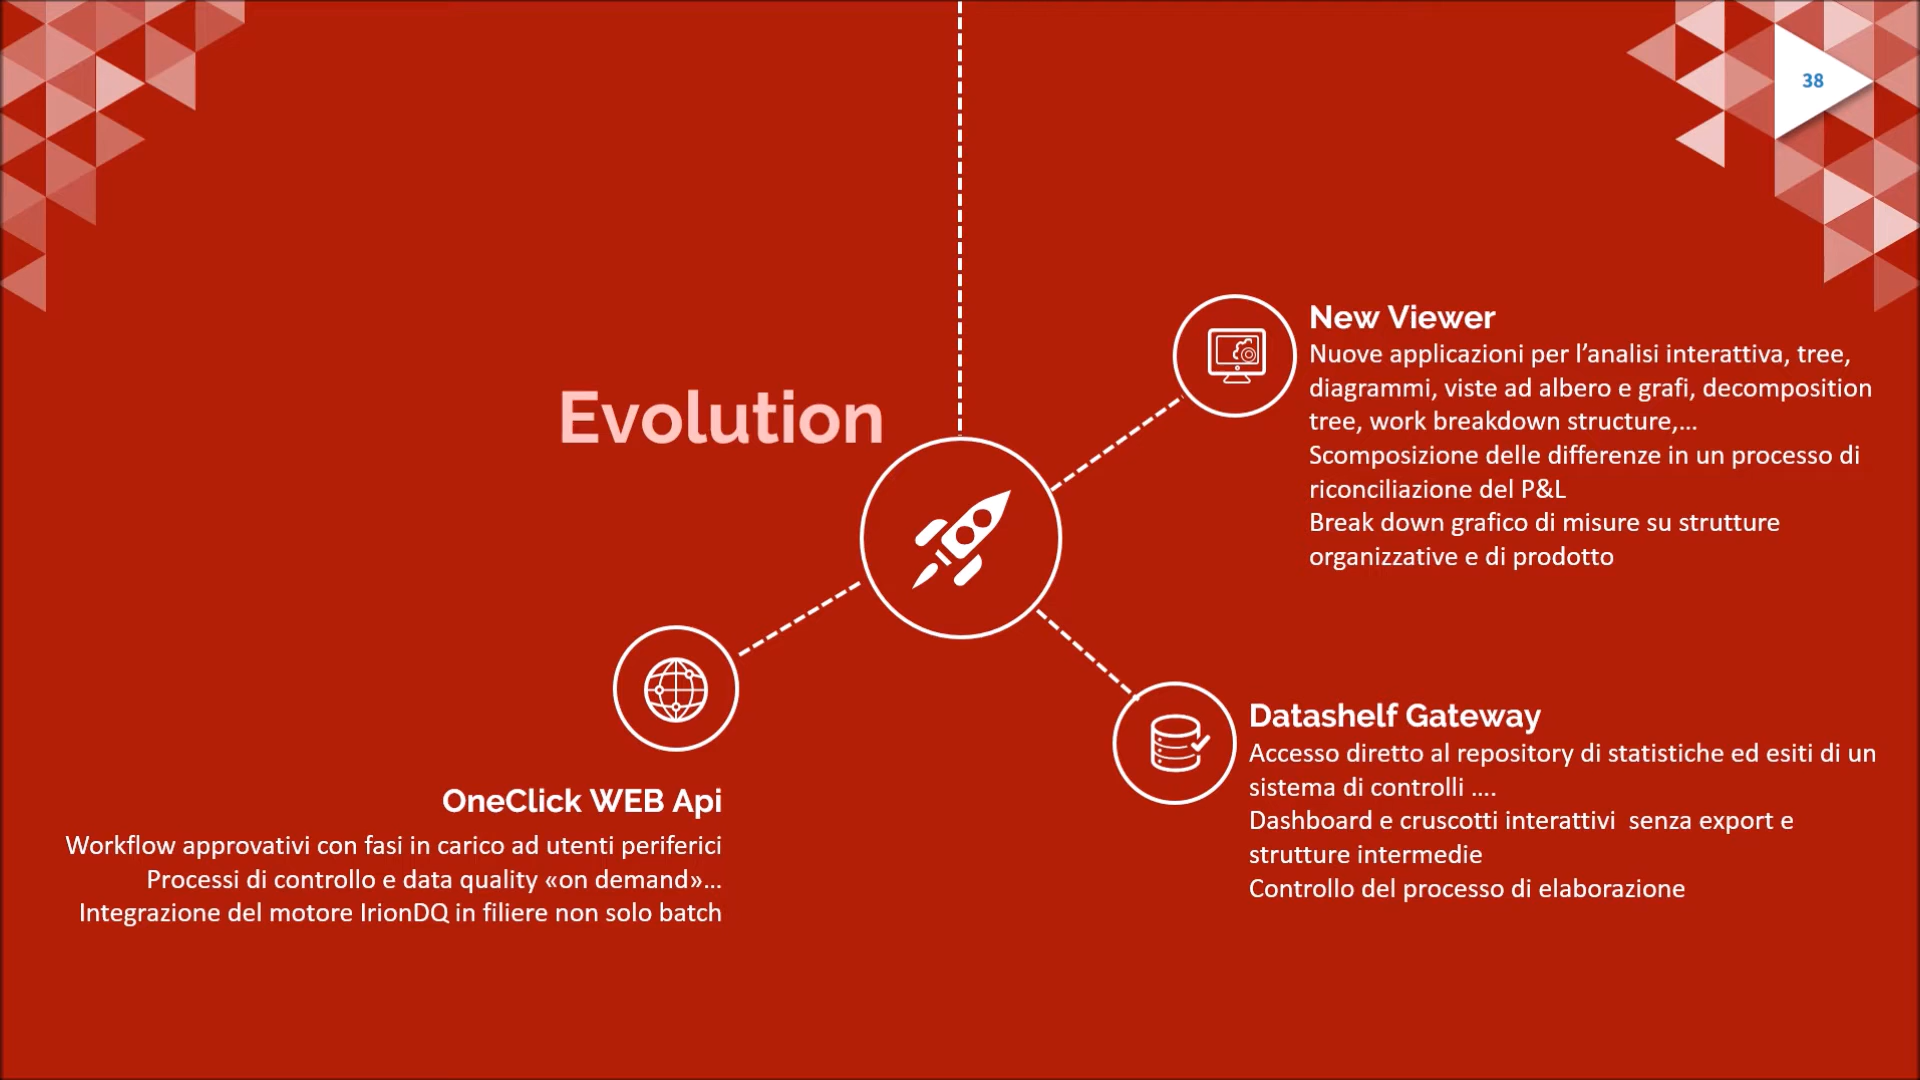 38
Evolution
New Viewer
Nuove applicazioni per l’analisi interattiva, tree,
diagrammi, viste ad albero e grafi, decomposition
tree, work breakdown structure,...
Scomposizione delle differenze in un processo di
riconciliazione del P&L
Break down grafico di misure su strutture
organizzative e di prodotto
OneClick WEB Api
Workflow approvativi con fasi in carico ad utenti periferici
Processi di controllo e data quality «on demand»...
Integrazione del motore IrionDQ in filiere non solo batch
Datashelf Gateway
Accesso diretto al repository di statistiche ed esiti di un
sistema di controlli ....
Dashboard e cruscotti interattivi  senza export e
strutture intermedie
Controllo del processo di elaborazione